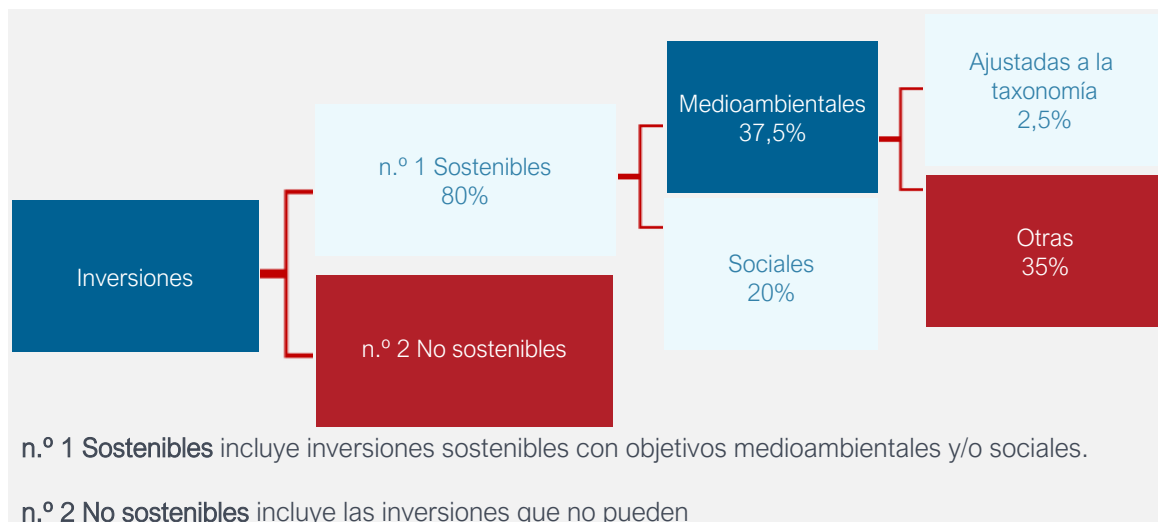 Inversiones
n.º 1 Sostenibles
80%
n.º 2 No sostenibles
Medioambientales
37,5%
Sociales
20%
Ajustadas a la
taxonomía
2,5%
Otras
35%
n.º 1 Sostenibles incluye inversiones sostenibles con objetivos medioambientales y/o sociales.
n.º 2 No sostenibles incluye las inversiones que no pueden